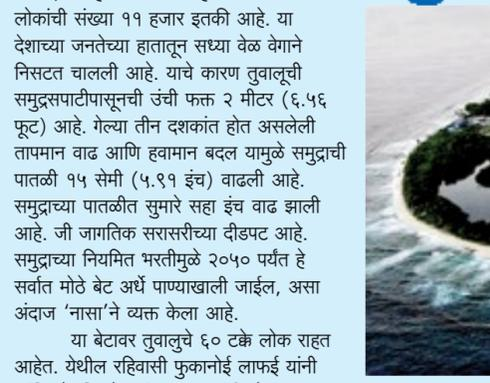 लोकांची संख्या ११ हजार इतकी आहे. या
देशाच्या जनतेच्या हातातून सध्या वेळ वेगाने
निसटत चालली आहे. याचे कारण तुवालूची
समुद्रसपाटीपासूनची उंची फक्त २ मीटर (६.५६
फूट) आहे. गेल्या तीन दशकांत होत असलेली
तापमान वाढ आणि हवामान बदल यामुळे समुद्राची
पातळी १५ सेमी (५.९१ इंच) वाढली आहे.
समुद्राच्या पातळीत सुमारे सहा इंच वाढ झाली
आहे. जी जागतिक सरासरीच्या दीडपट आहे.
समुद्राच्या नियमित भरतीमुळे २०५० पर्यंत हे
सर्वात मोठे बेट अर्धे पाण्याखाली जाईल, असा
अंदाज ‘नासा’ने व्यक्त केला आहे.
या बेटावर तुवालुचे ६० टक्के लोक राहत
आहेत. येथील रहिवासी फुकानोई लाफई यांनी